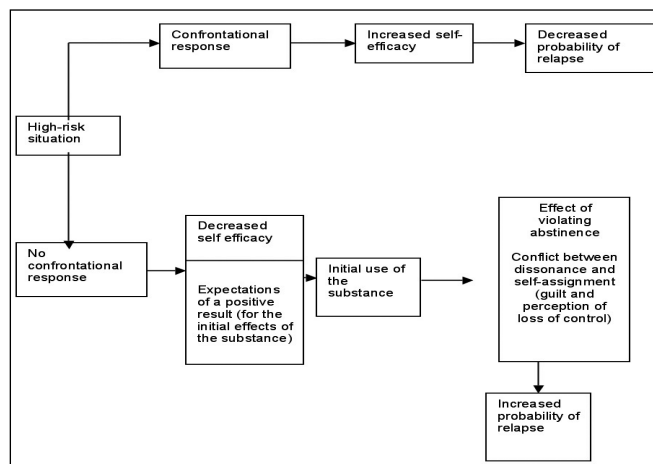 Confrontational
response
Increased self-
efficacy
Decreased
probability of
relapse
High-risk
situation
No
confrontational
response
Decreased
self efficacy
Expectations
of a positive
result (for the
initial effects of
the substance)
Initial use of
the
substance
Effect of
violating
abstinence
Conflict between
dissonance and
self-assignment
(guilt and
perception of
loss of control)
Increased
probability of
relapse